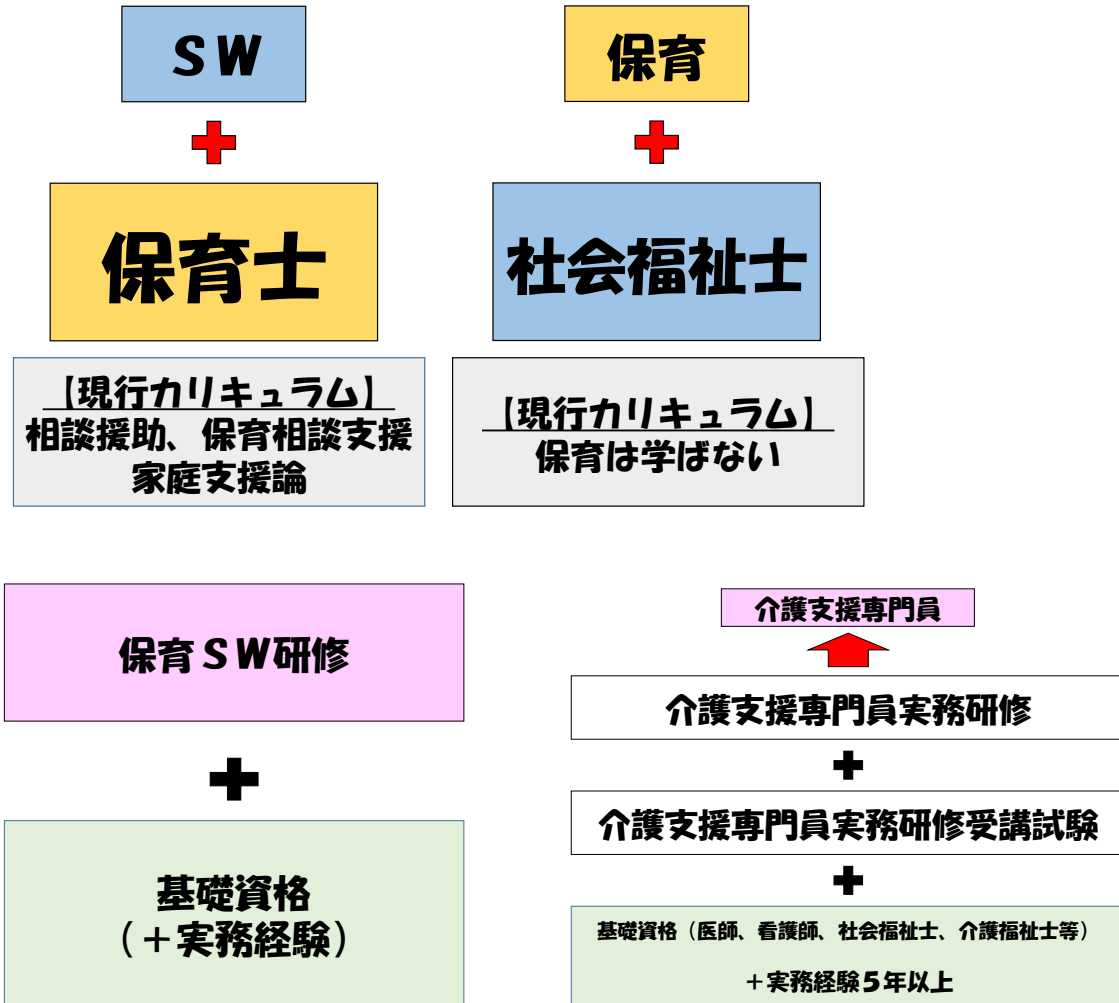 ＳＷ
保育士
【現行カリキュラム】
相談援助、保育相談支援
家庭支援論
保育
社会福祉士
【現行カリキュラム】
保育は学ばない
保育ＳＷ研修
基礎資格
（＋実務経験）
介護支援専門員
介護支援専門員実務研修
介護支援専門員実務研修受講試験
基礎資格（医師、看護師、社会福祉士、介護福祉士等）
＋実務経験５年以上